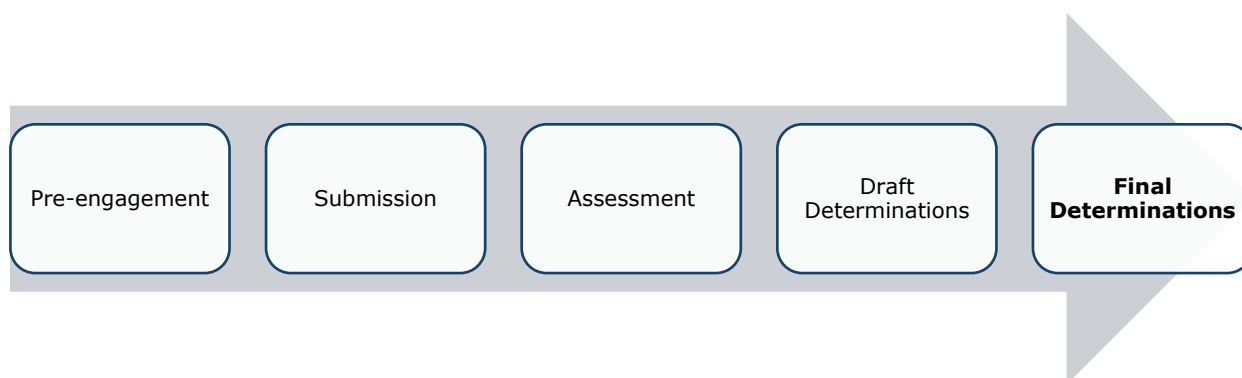 Pre-engagement
Submission
Assessment
Draft
Determinations
Final
Determinations